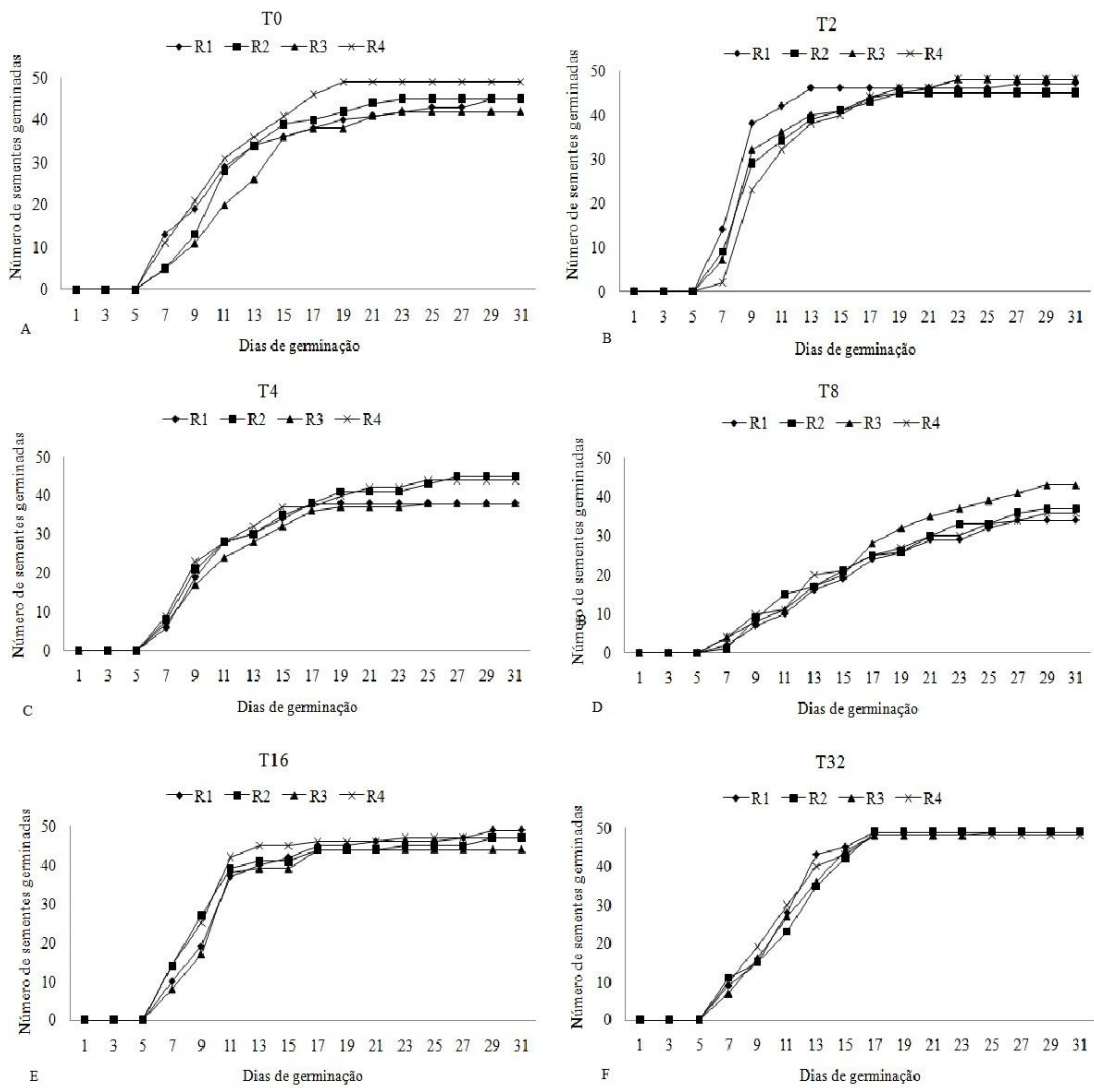 T0
R1 R2 R3 R4
Número de sementes germinadas
50
40
30
20
10
0
1 3 5 7 9 11 13 15 17 19 21 23 25 27 29 31
Dias de germinação
A
T2
R1 R2 R3 R4
Número de sementes germinadas
50
40
30
20
10
0
1 3 5 7 9 11 13 15 17 19 21 23 25 27 29 31
Dias de germinação
B
T4
R1 R2 R3 R4
Número de sementes germinadas
50
40
30
20
10
0
1 3 5 7 9 11 13 15 17 19 21 23 25 27 29 31
Dias de germinação
C
T8
R1 R2 R3 R4
Número de sementes germinadas
50
40
30
20
10
0
B
1 3 5 7 9 11 13 15 17 19 21 23 25 27 29 31
Dias de germinação
D
T16
R1 R2 R3 R4
Número de sementes germinadas
50
40
30
20
10
0
1 3 5 7 9 11 13 15 17 19 21 23 25 27 29 31
Dias de germinação
E
T32
R1 R2 R3 R4
Número de sementes germinadas
50
40
30
20
10
0
1 3 5 7 9 11 13 15 17 19 21 23 25 27 29 31
Dias de germinação
F